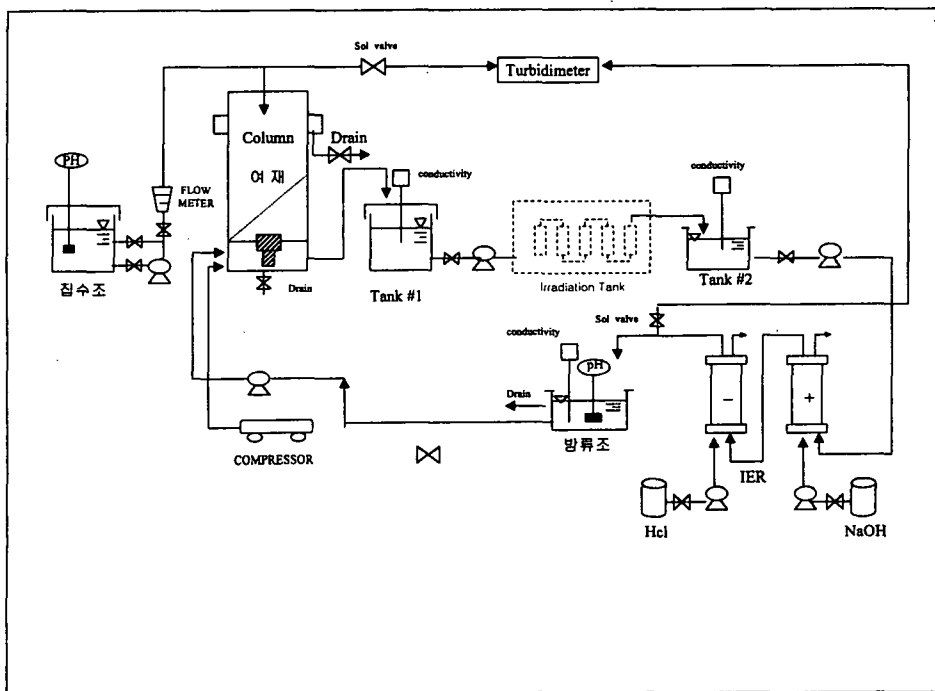 Sol valve
Turbidimeter
Column
여 재
Drain
PH
FLOW
METER
집수조
Drain
conductivity
Tank #1
Irradiation Tank
conductivity
Tank #2
Sol valve
conductivity
pH
Drain
방류조
COMPRESSOR
−
+
IER
Hcl
NaOH